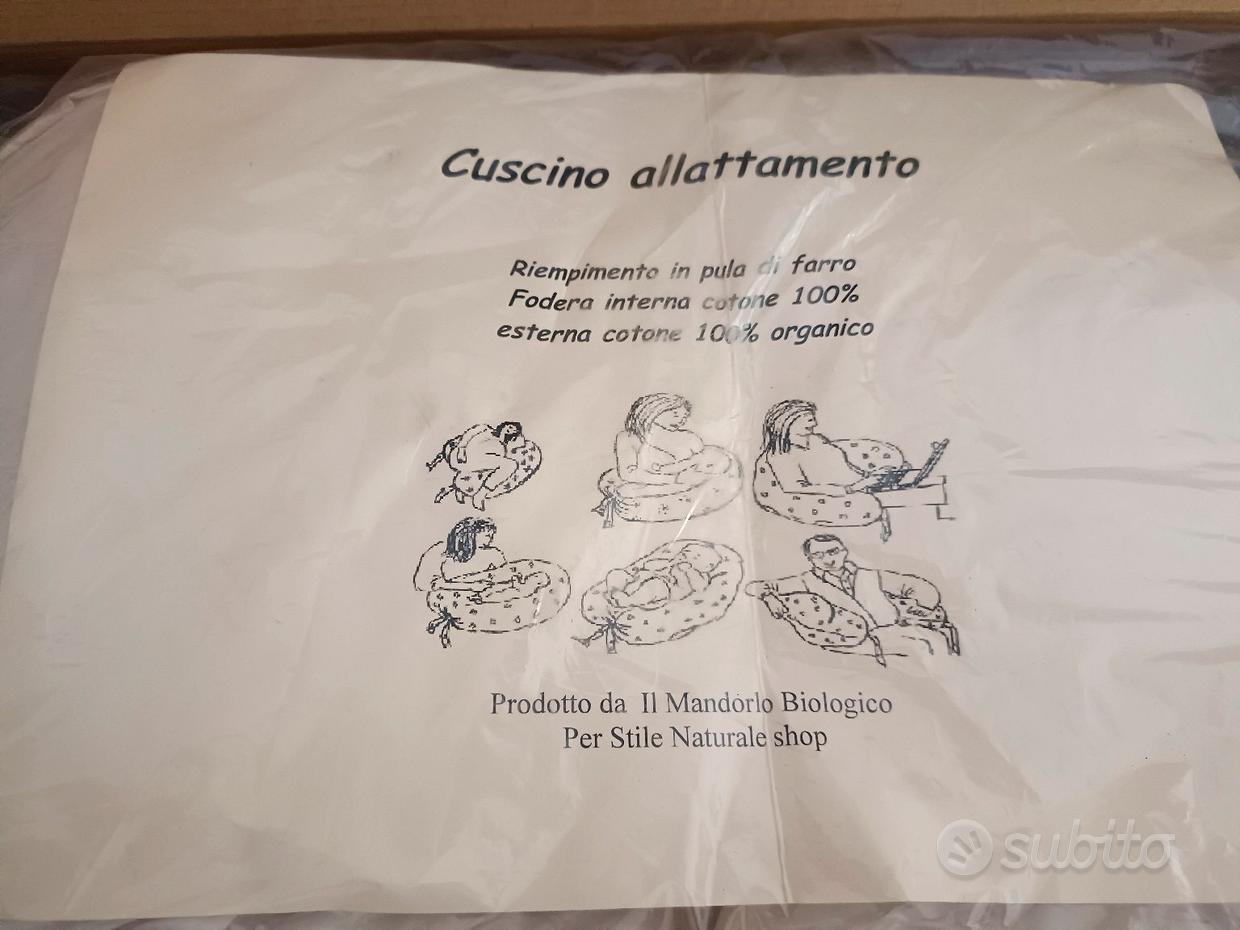 Cuscino allattamento
Riempimento in pula di farro
Fodera interna cotone 100%
esterna cotone 100% organico
Prodotto da Il Mandorlo Biologico
Per Stile Naturale shop
subito